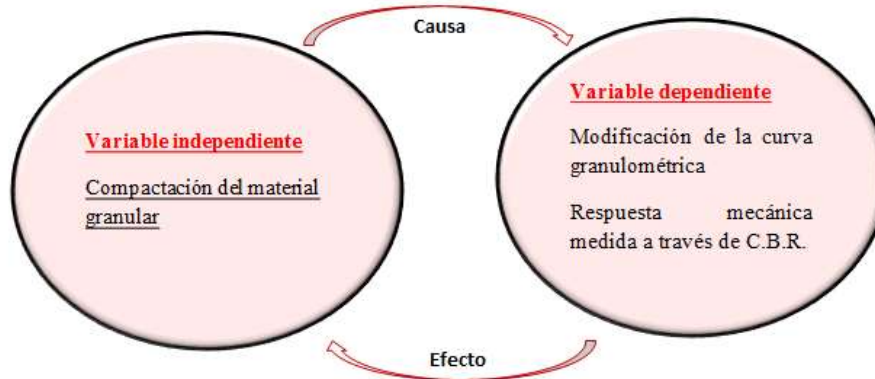 Causa
Variable independiente
Compactación del material
granular
Variable dependiente
Modificación de la curva
granulométrica
Respuesta mecánica
medida a través de C.B.R.
Efecto